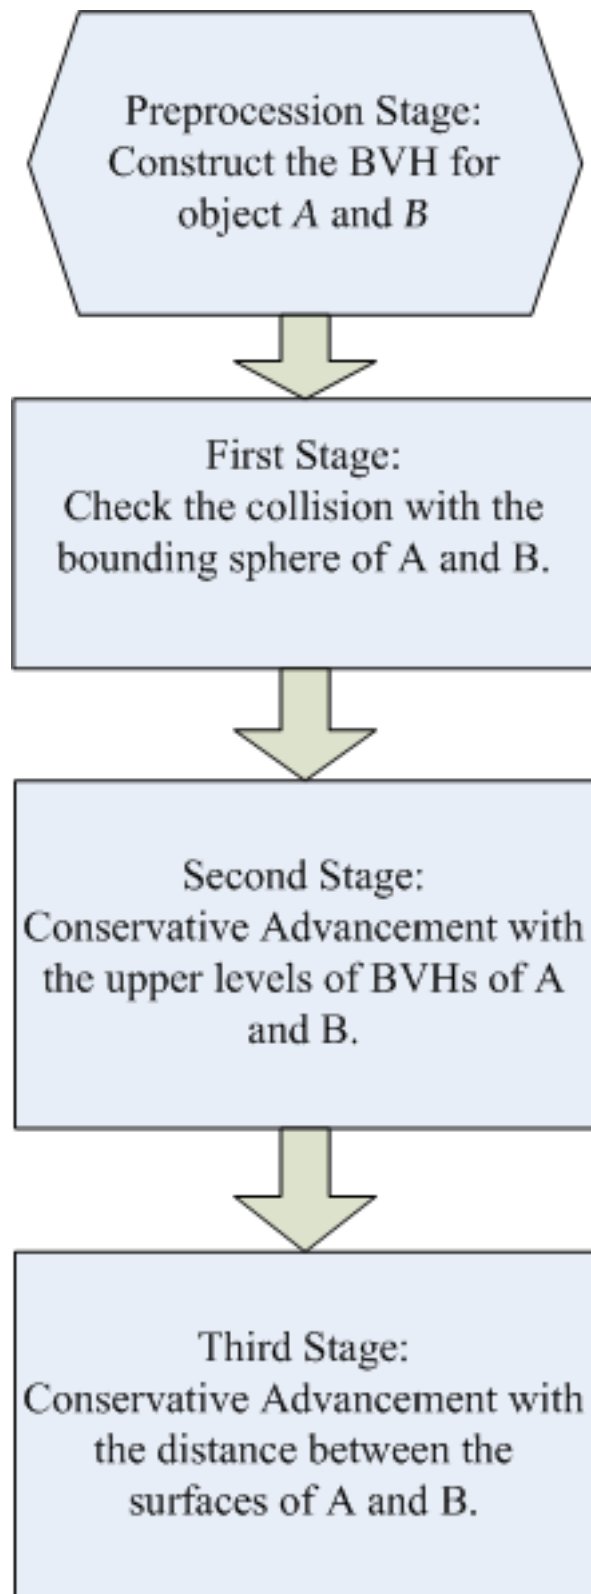 Preprocession Stage:
Construct the BVH for
object A and B
First Stage:
Check the collision with the
bounding sphere of A and B.
Second Stage:
Conservative Advancement with
the upper levels of BVHs of A
and B.
Third Stage:
Conservative Advancement with
the distance between the
surfaces of A and B.